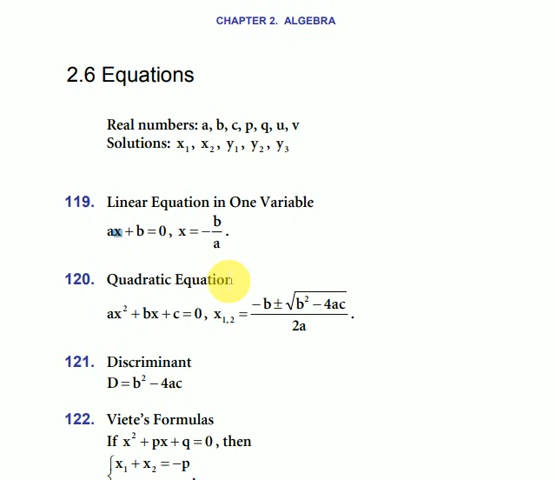 CHAPTER 2. ALGEBRA
2.6 Equations
Real numbers: a, b, c, p, q, u, v
Solutions: x₁, x₂, y₁, y₂, y₃
119. Linear Equation in One Variable
ax + b = 0, x = −b/a.
120. Quadratic Equation
ax² + bx + c = 0, x₁,₂ = (−b ± √(b² − 4ac))/2a.
121. Discriminant
D = b² − 4ac
122. Viete's Formulas
If x² + px + q = 0, then
{x₁ + x₂ = −p